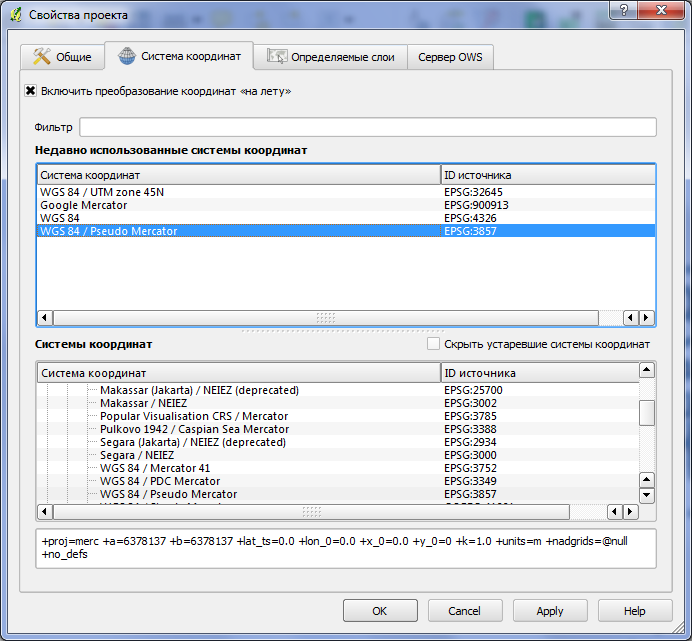 Свойства проекта
?
Общие
Система координат
Определяемые слои
Сервер OWS
Включить преобразование координат «на лету»
Фильтр
Недавно использованные системы координат
Система координат ID источника
WGS 84 / UTM zone 45N EPSG:32645
Google Mercator EPSG:900913
WGS 84 EPSG:4326
WGS 84 / Pseudo Mercator EPSG:3857
Системы координат
Скрыть устаревшие системы координат
Система координат ID источника
Makassar (Jakarta) / NEIEZ (deprecated) EPSG:25700
Makassar / NEIEZ EPSG:3002
Popular Visualisation CRS / Mercator EPSG:3785
Pulkovo 1942 / Caspian Sea Mercator EPSG:3388
Segara (Jakarta) / NEIEZ (deprecated) EPSG:2934
Segara / NEIEZ EPSG:3000
WGS 84 / Mercator 41 EPSG:3752
WGS 84 / PDC Mercator EPSG:3349
WGS 84 / Pseudo Mercator EPSG:3857
+proj=merc +a=6378137 +b=6378137 +lat_ts=0.0 +lon_0=0.0 +x_0=0.0 +y_0=0 +k=1.0 +units=m +nadgrids=@null
+no_defs
OK
Cancel
Apply
Help